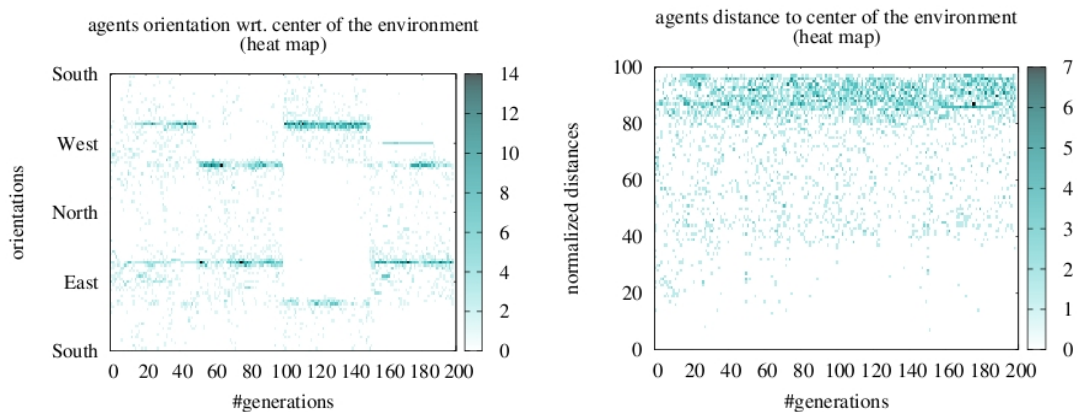 agents orientation wrt. center of the environment
(heat map)
South
West
North
East
South
orientations
0 20 40 60 80 100 120 140 160 180 200
#generations
14
12
10
8
6
4
2
0
agents distance to center of the environment
(heat map)
100
80
60
40
20
0
normalized distances
0 20 40 60 80 100 120 140 160 180 200
#generations
7
6
5
4
3
2
1
0